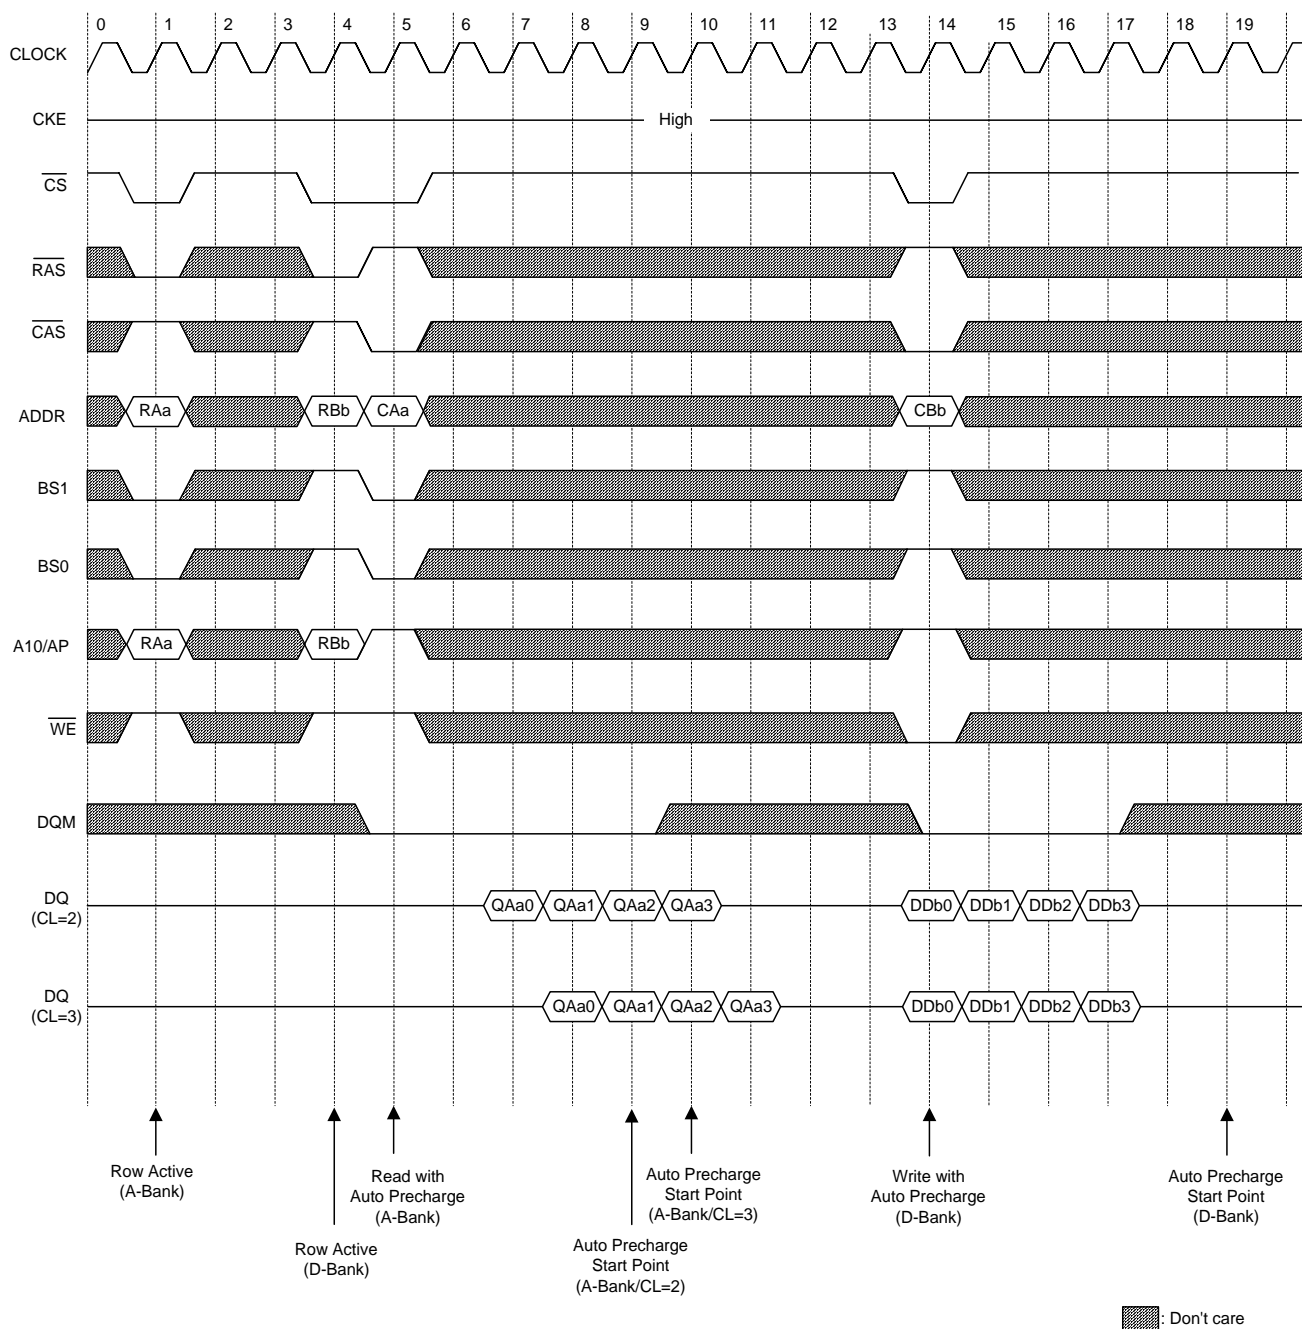 0 1 2 3 4 5 6 7 8 9 10 11 12 13 14 15 16 17 18 19
CLOCK
CKE High
CS
RAS
CAS
ADDR RAa RBb CAa CBb
BS1
BS0
A10/AP RAa RBb
WE
DQM
DQ
(CL=2) QAa0 QAa1 QAa2 QAa3 DDb0 DDb1 DDb2 DDb3
DQ
(CL=3) QAa0 QAa1 QAa2 QAa3 DDb0 DDb1 DDb2 DDb3
Row Active
(A-Bank)
Read with
Auto Precharge
(A-Bank)
Auto Precharge
Start Point
(A-Bank/CL=3)
Write with
Auto Precharge
(D-Bank)
Auto Precharge
Start Point
(D-Bank)
Row Active
(D-Bank)
Auto Precharge
Start Point
(A-Bank/CL=2)
: Don't care